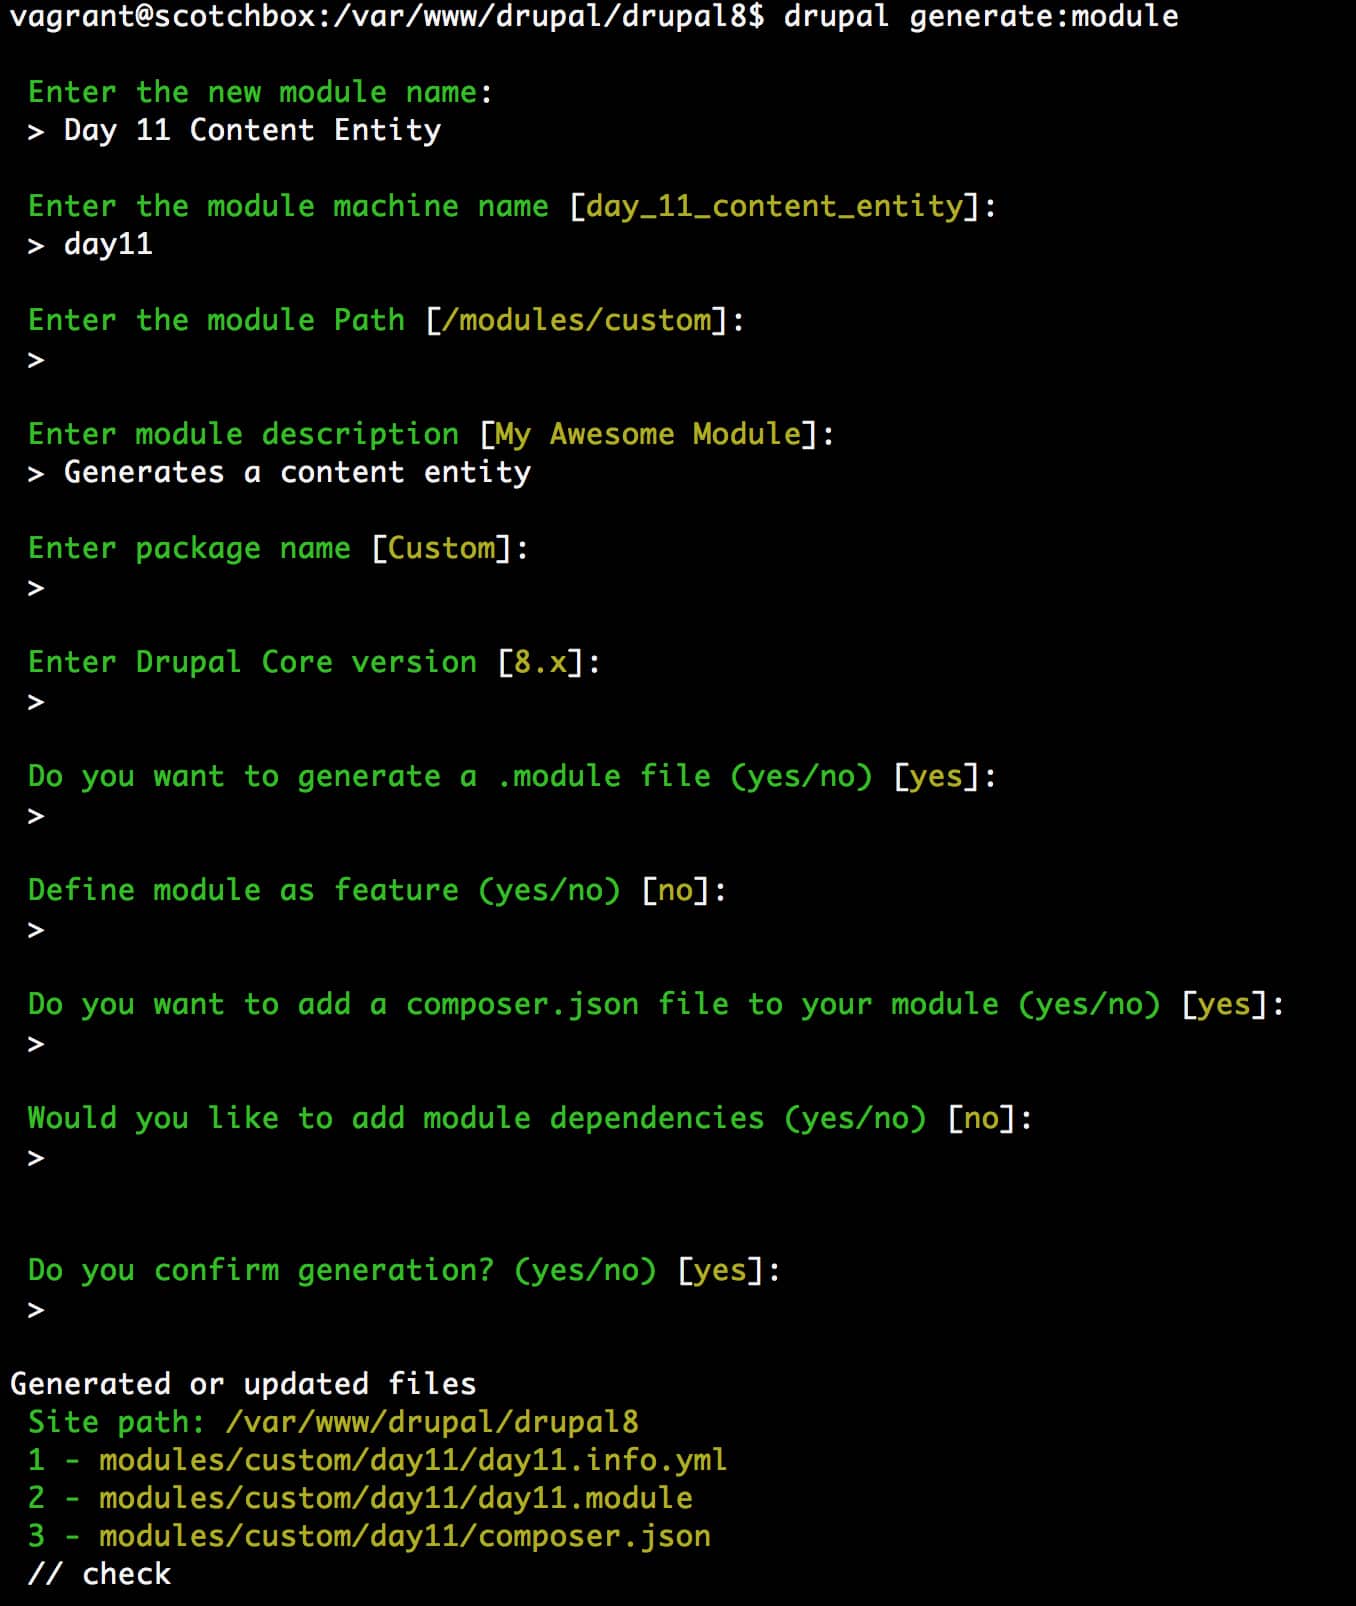 vagrant@scotchbox:/var/www/drupal/drupal8$ drupal generate:module
Enter the new module name:
> Day 11 Content Entity
Enter the module machine name [day_11_content_entity]:
> day11
Enter the module Path [/modules/custom]:
>
Enter module description [My Awesome Module]:
> Generates a content entity
Enter package name [Custom]:
>
Enter Drupal Core version [8.x]:
>
Do you want to generate a .module file (yes/no) [yes]:
>
Define module as feature (yes/no) [no]:
>
Do you want to add a composer.json file to your module (yes/no) [yes]:
>
Would you like to add module dependencies (yes/no) [no]:
>
Do you confirm generation? (yes/no) [yes]:
>
Generated or updated files
Site path: /var/www/drupal/drupal8
1 - modules/custom/day11/day11.info.yml
2 - modules/custom/day11/day11.module
3 - modules/custom/day11/composer.json
// check